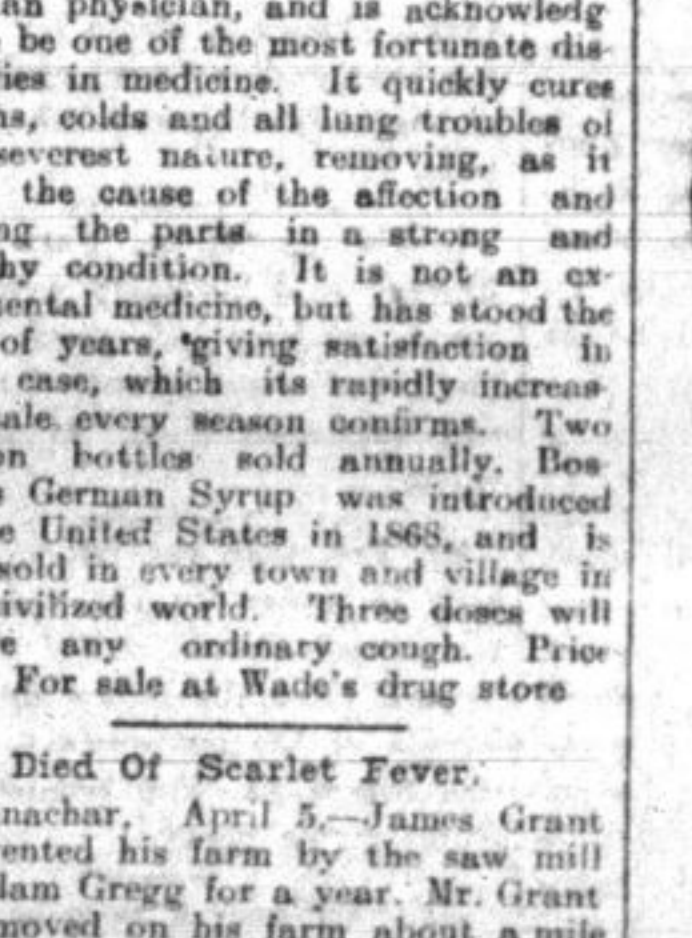 an physician, and is acknowledg
be one of the most fortunate dis-
ies in medicine. It quickly cures
ns, colds and all lung troubles of
severest nature, removing, as it
the cause of the affection and
ng the parts in a strong and
hy condition. It is not an ex-
mental medicine, but has stood the
of years, giving satisfaction in
case, which its rapidly increas-
ale every season confirms. Two
on bottles sold annually. Bos-
s German Syrup was introduced
e United States in 1868, and is
sold in every town and village in
ivilized world. Three doses will
e any ordinary cough. Price
For sale at Wade's drug store
Died Of Scarlet Fever.
nachar, April 5.—James Grant
ented his farm by the saw mill
lam Gregg for a year. Mr. Grant
moved on his farm about a mile